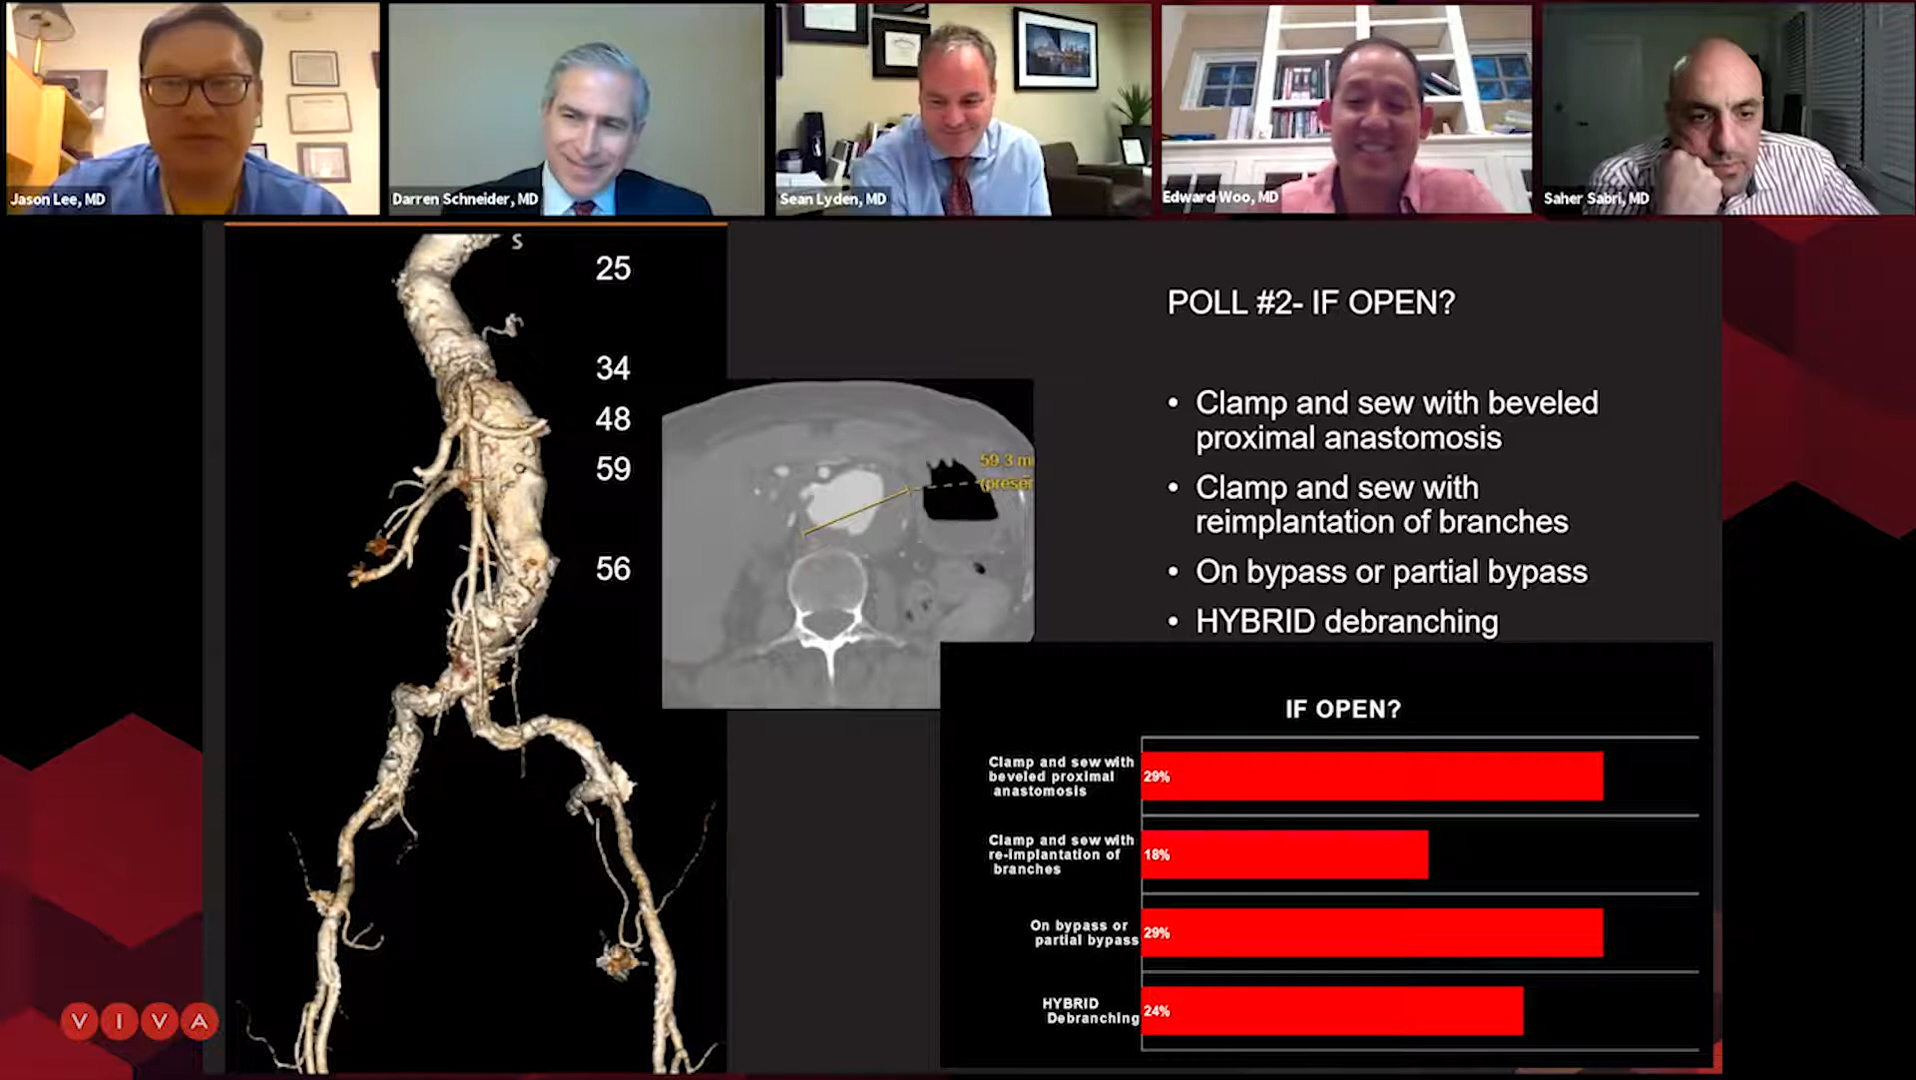 Jason Lee, MD
Darren Schneider, MD
Sean Lyden, MD
Edward Woo, MD
Saher Sabri, MD
S
25
34
48
59
56
59.3 m
(preser
POLL #2- IF OPEN?
• Clamp and sew with beveled
proximal anastomosis
• Clamp and sew with
reimplantation of branches
• On bypass or partial bypass
• HYBRID debranching
IF OPEN?
Clamp and sew with
beveled proximal
anastomosis
29%
Clamp and sew with
re-implantation of
branches
18%
On bypass or
partial bypass
29%
HYBRID
Debranching
24%
VIVA